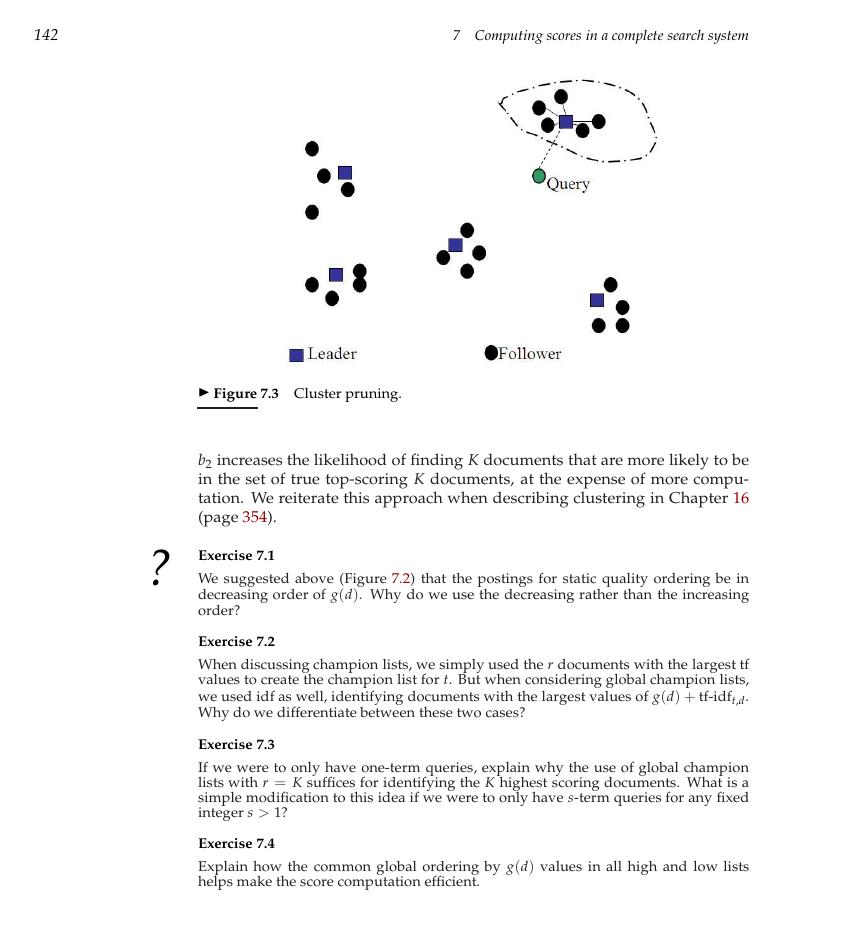 142
7 Computing scores in a complete search system
Query
Leader
Follower
► Figure 7.3 Cluster pruning.
b₂ increases the likelihood of finding K documents that are more likely to be
in the set of true top-scoring K documents, at the expense of more compu-
tation. We reiterate this approach when describing clustering in Chapter 16
(page 354).
?
Exercise 7.1
We suggested above (Figure 7.2) that the postings for static quality ordering be in
decreasing order of g(d). Why do we use the decreasing rather than the increasing
order?
Exercise 7.2
When discussing champion lists, we simply used the r documents with the largest tf
values to create the champion list for t. But when considering global champion lists,
we used idf as well, identifying documents with the largest values of g(d) + tf-idf_{t,d}.
Why do we differentiate between these two cases?
Exercise 7.3
If we were to only have one-term queries, explain why the use of global champion
lists with r = K suffices for identifying the K highest scoring documents. What is a
simple modification to this idea if we were to only have s-term queries for any fixed
integer s > 1?
Exercise 7.4
Explain how the common global ordering by g(d) values in all high and low lists
helps make the score computation efficient.